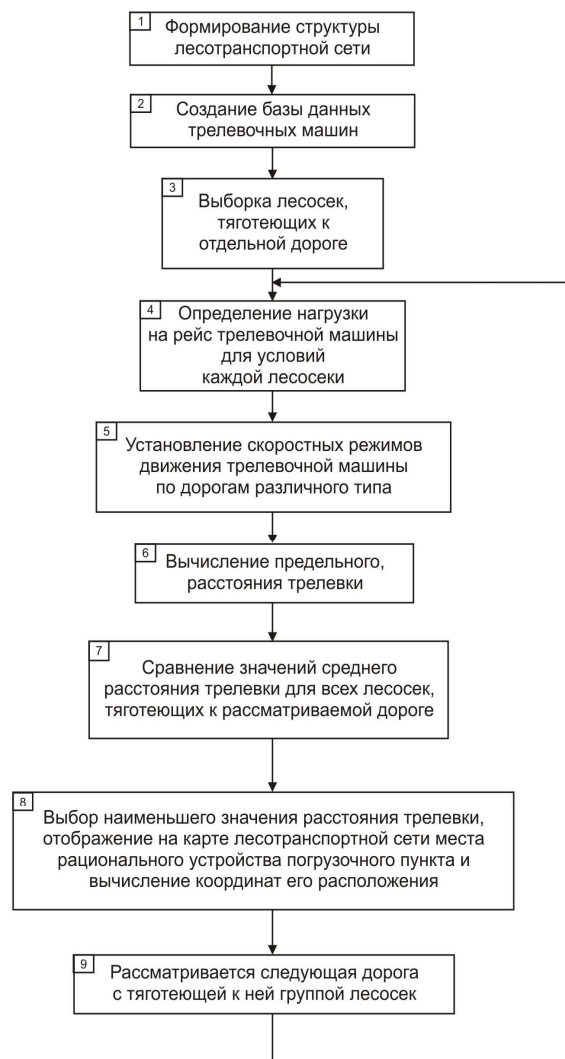 1
Формирование структуры
лесотранспортной сети
2
Создание базы данных
трелевочных машин
3
Выборка лесосек,
тяготеющих к
отдельной дороге
4
Определение нагрузки
на рейс трелевочной машины
для условий
каждой лесосеки
5
Установление скоростных режимов
движения трелевочной машины
по дорогам различного типа
6
Вычисление предельного,
расстояния трелевки
7
Сравнение значений среднего
расстояния трелевки для всех лесосек,
тяготеющих к рассматриваемой дороге
8
Выбор наименьшего значения расстояния трелевки,
отображение на карте лесотранспортной сети места
рационального устройства погрузочного пункта и
вычисление координат его расположения
9
Рассматривается следующая дорога
с тяготеющей к ней группой лесосек